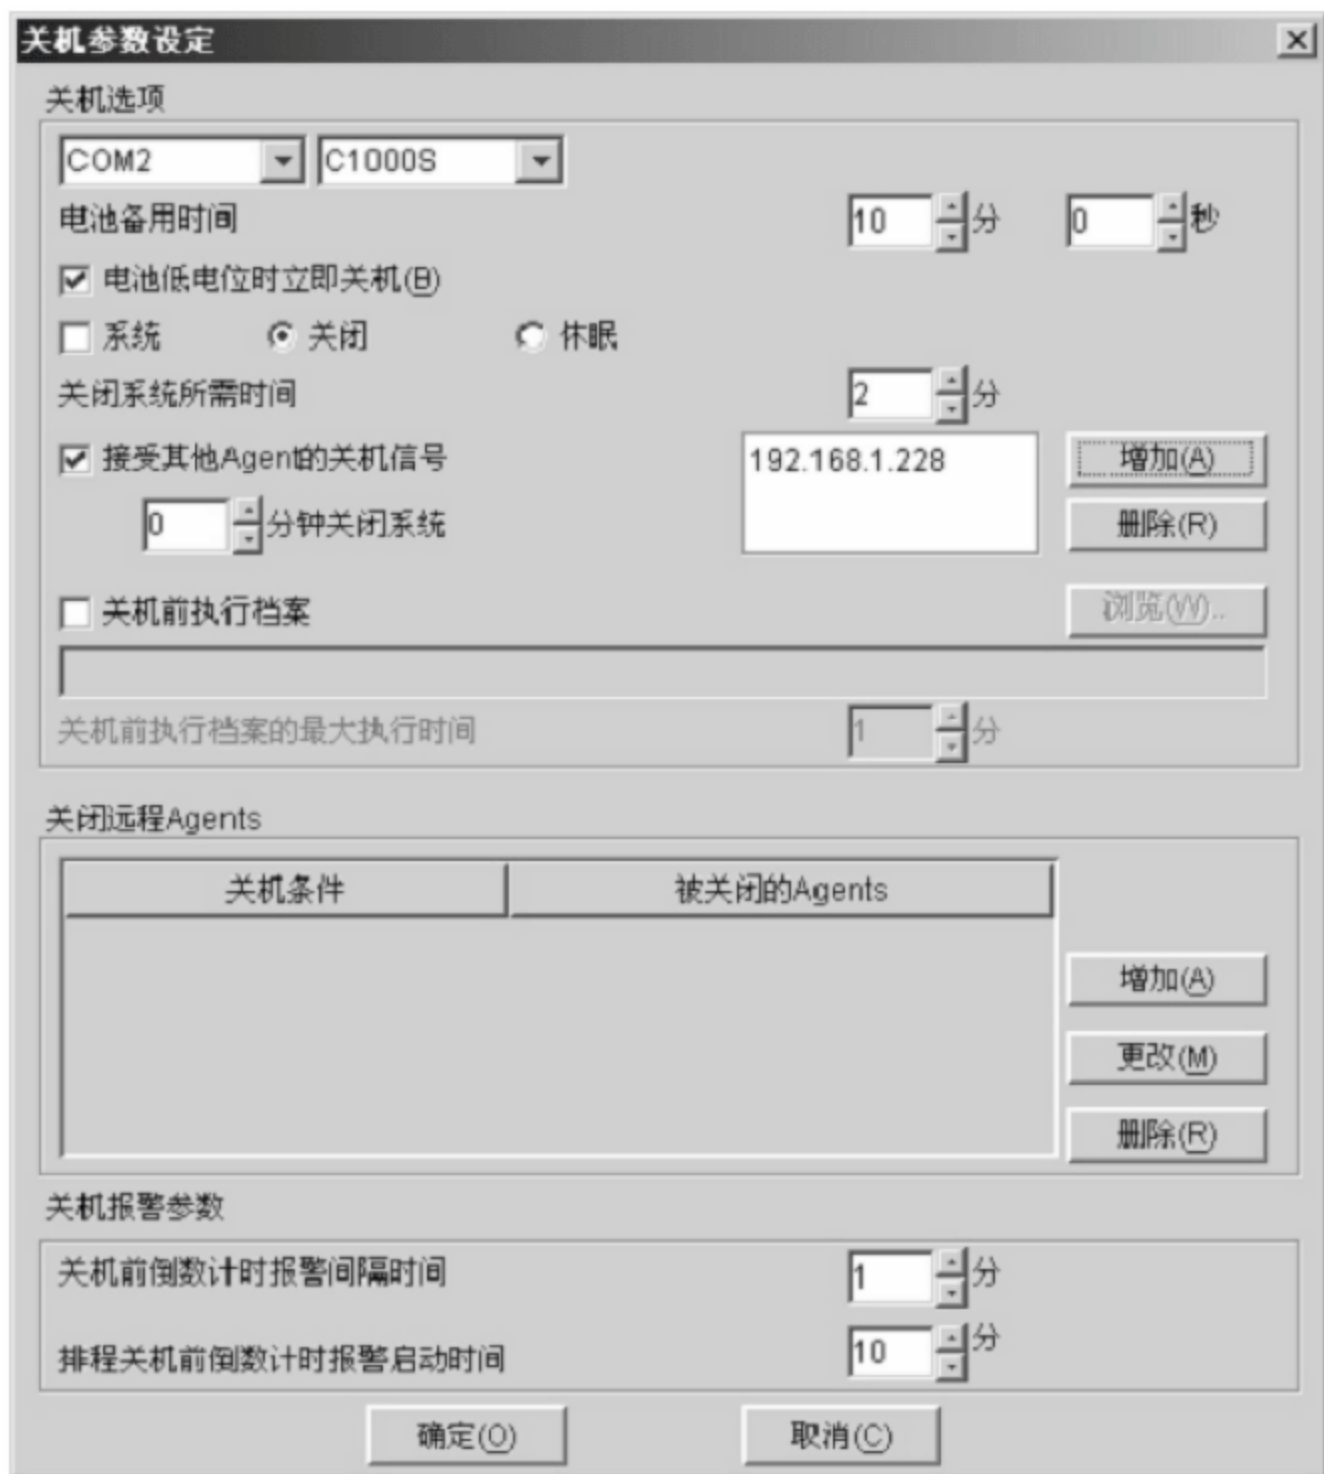 关机参数设定
关机选项
COM2 C1000S
电池备用时间 10 分 0 秒
电池低电位时立即关机(B)
系统 关闭 休眠
关闭系统所需时间 2 分
接受其他Agent的关机信号 192.168.1.228 增加(A)
0 分钟关闭系统 删除(R)
关机前执行档案 浏览(W)..
关机前执行档案的最大执行时间 1 分
关闭远程Agents
关机条件 被关闭的Agents
增加(A)
更改(M)
删除(R)
关机报警参数
关机前倒数计时报警间隔时间 1 分
排程关机前倒数计时报警启动时间 10 分
确定(O) 取消(C)